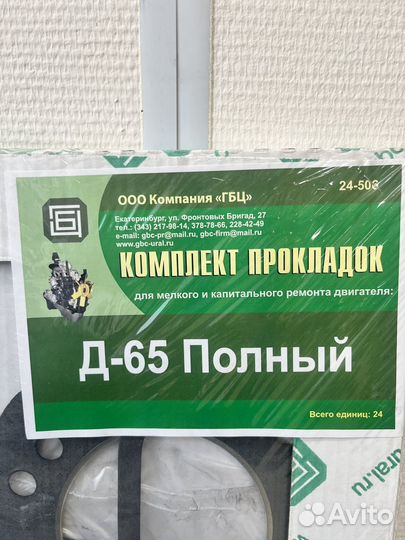 ООО Компания «ГБЦ»
24-503
Екатеринбург, ул. Фронтовых Бригад, 27
тел.: (343) 217-98-14, 378-78-66, 228-42-49
e-mail: gbc-pr@mail.ru, gbc-firm@mail.ru
www.gbc-ural.ru
КОМПЛЕКТ ПРОКЛАДОК
для мелкого и капитального ремонта двигателя:
Д-65 Полный
Всего единиц: 24
ural.ru
Avito